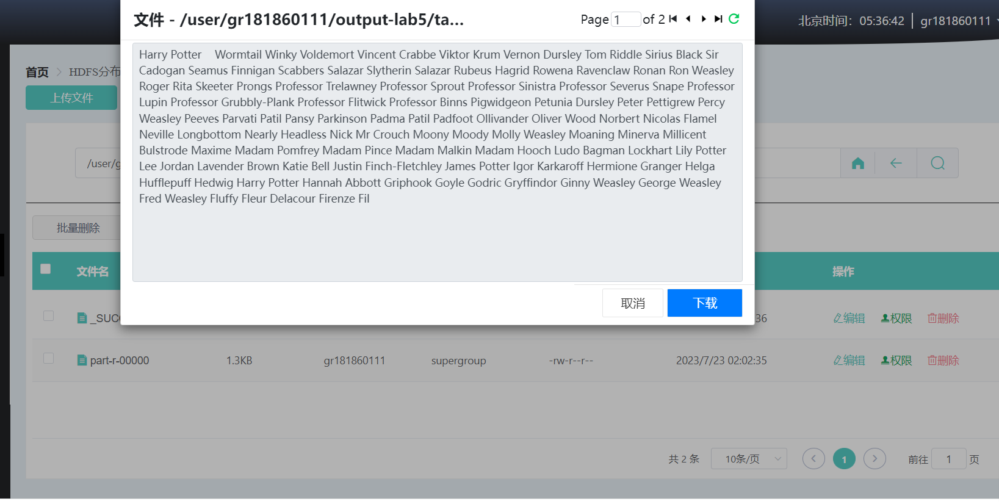 文件 - /user/gr181860111/output-lab5/ta...
Page 1 of 2
北京时间：05:36:42 | gr181860111
首页 > HDFS分布
上传文件
Harry Potter Wormtail Winky Voldemort Vincent Crabbe Viktor Krum Vernon Dursley Tom Riddle Sirius Black Sir
Cadogan Seamus Finnigan Scabbers Salazar Slytherin Salazar Rubeus Hagrid Rowena Ravenclaw Ronan Ron Weasley
Roger Rita Skeeter Prongs Professor Trelawney Professor Sprout Professor Sinistra Professor Severus Snape Professor
Lupin Professor Grubbly-Plank Professor Flitwick Professor Binns Pigwidgeon Petunia Dursley Peter Pettigrew Percy
Weasley Peeves Parvati Patil Pansy Parkinson Padma Patil Padfoot Ollivander Oliver Wood Norbert Nicolas Flamel
Neville Longbottom Nearly Headless Nick Mr Crouch Moony Moody Molly Weasley Moaning Minerva Millicent
Bulstrode Maxime Madam Pomfrey Madam Pince Madam Malkin Madam Hooch Ludo Bagman Lockhart Lily Potter
Lee Jordan Lavender Brown Katie Bell Justin Finch-Fletchley James Potter Igor Karkaroff Hermione Granger Helga
Hufflepuff Hedwig Harry Potter Hannah Abbott Griphook Goyle Godric Gryffindor Ginny Weasley George Weasley
Fred Weasley Fluffy Fleur Delacour Firenze Fil
/user/g
批量删除
文件名 操作
取消 下载
_SUC 36 编辑 权限 删除
part-r-00000 1.3KB gr181860111 supergroup -rw-r--r-- 2023/7/23 02:02:35 编辑 权限 删除
共 2 条 10条/页 1 前往 1 页